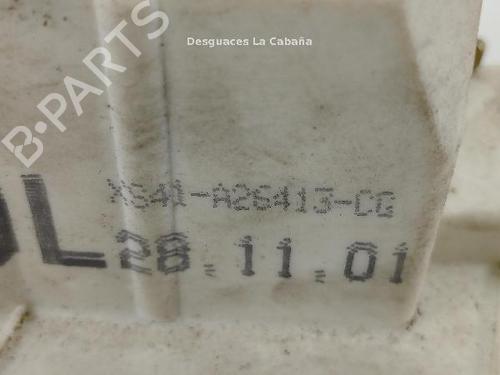 Desguaces La Cabaña
B-PARTS
XS41-A26413-CG
28.11.01